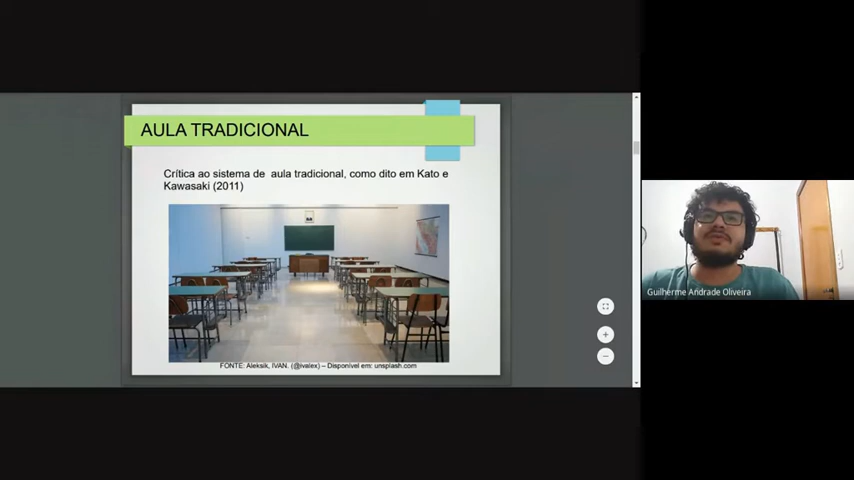 AULA TRADICIONAL
Crítica ao sistema de aula tradicional, como dito em Kato e
Kawasaki (2011)
FONTE: Aleksik, IVAN. (@ivalex) – Disponível em: unsplash.com
Guilherme Andrade Oliveira